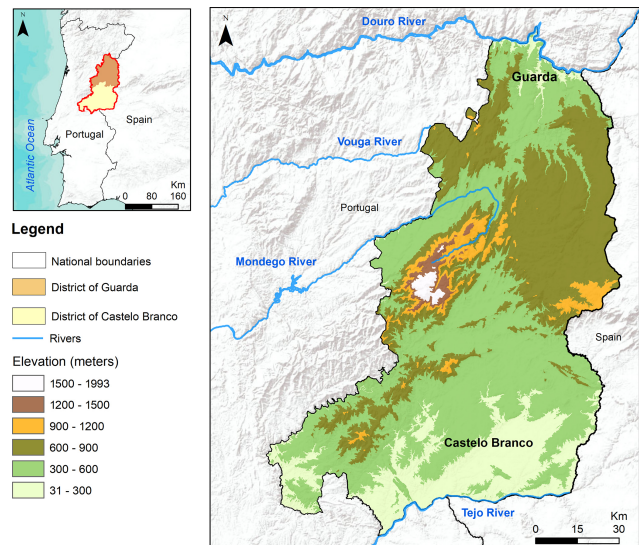 N
Atlantic Ocean
Portugal
Spain
Km
0 80 160
Legend
National boundaries
District of Guarda
District of Castelo Branco
Rivers
Elevation (meters)
1500 - 1993
1200 - 1500
900 - 1200
600 - 900
300 - 600
31 - 300
N
Douro River
Guarda
Vouga River
Portugal
Mondego River
Spain
Castelo Branco
Tejo River
Km
0 15 30